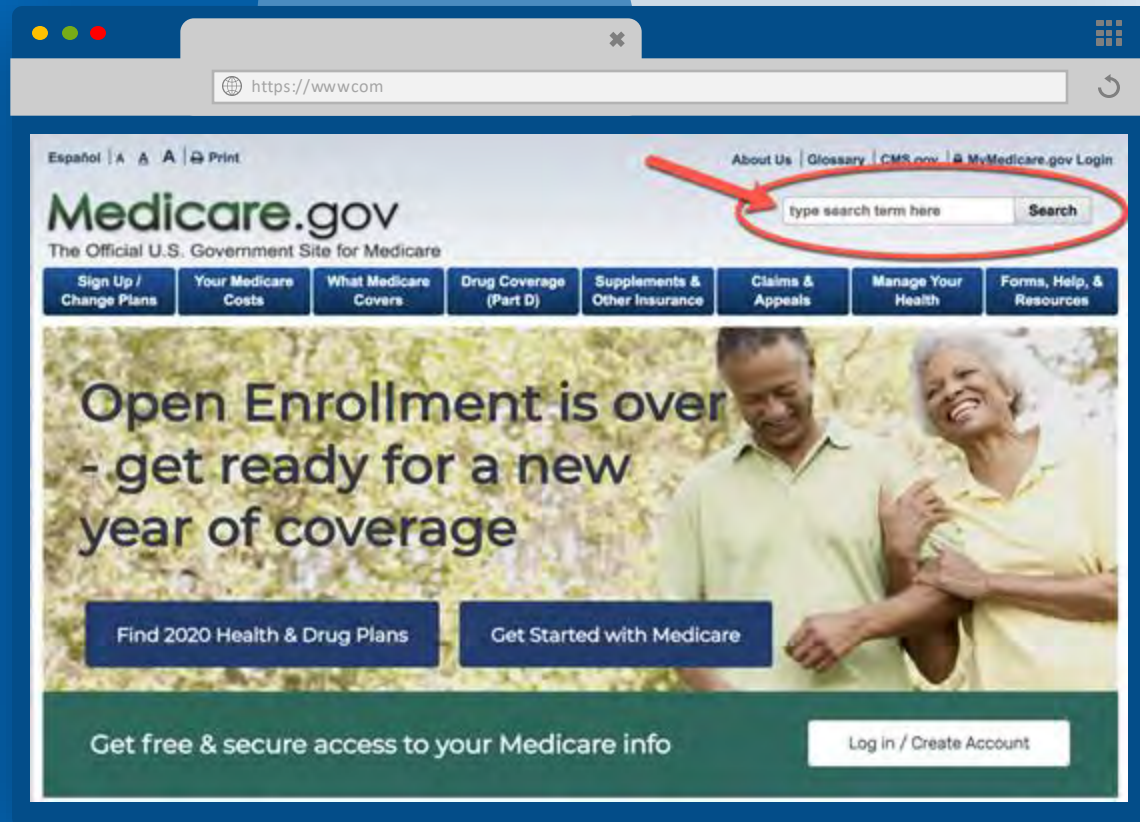 https://wwwcom
Español | A A A | Print
About Us | Glossary | CMS.gov | MyMedicare.gov Login
Medicare.gov
type search term here Search
The Official U.S. Government Site for Medicare
Sign Up / Change Plans
Your Medicare Costs
What Medicare Covers
Drug Coverage (Part D)
Supplements & Other Insurance
Claims & Appeals
Manage Your Health
Forms, Help, & Resources
Open Enrollment is over
- get ready for a new
year of coverage
Find 2020 Health & Drug Plans
Get Started with Medicare
Get free & secure access to your Medicare info
Log in / Create Account